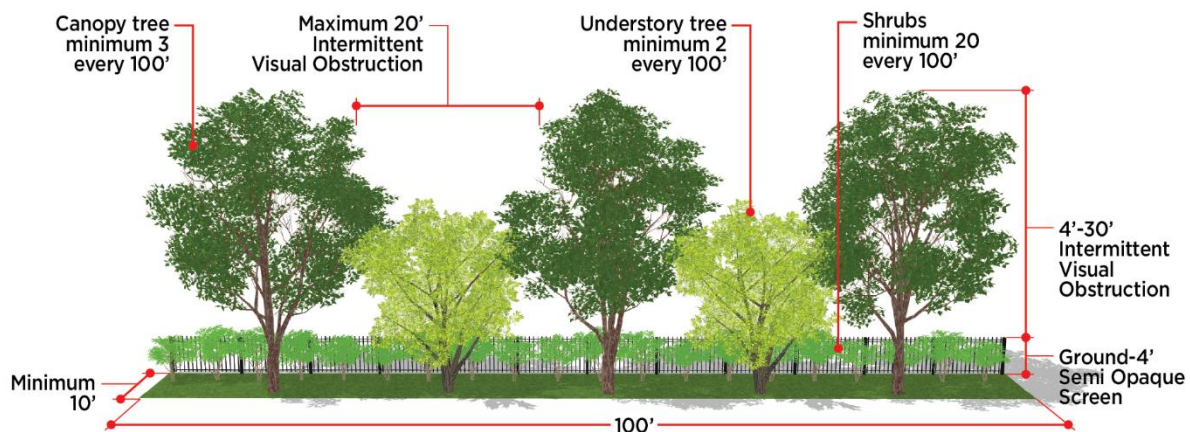 Canopy tree
minimum 3
every 100'
Maximum 20'
Intermittent
Visual Obstruction
Understory tree
minimum 2
every 100'
Shrubs
minimum 20
every 100'
4'-30'
Intermittent
Visual
Obstruction
Ground-4'
Semi Opaque
Screen
Minimum
10'
100'